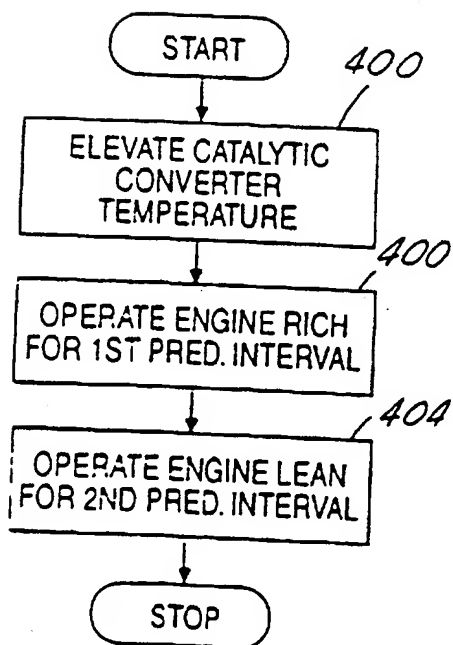 START
400
ELEVATE CATALYTIC
CONVERTER
TEMPERATURE
400
OPERATE ENGINE RICH
FOR 1ST PRED. INTERVAL
404
OPERATE ENGINE LEAN
FOR 2ND PRED. INTERVAL
STOP